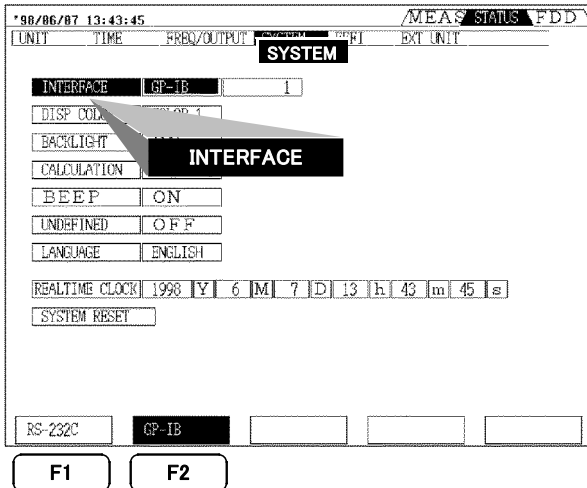 '98/06/07 13:43:45 MEAS STATUS FDD
UNIT TIME FREQ/OUTPUT SYSTEM EXT UNIT
SYSTEM
INTERFACE GP-IB 1
DISP
BACKLIGHT
INTERFACE
CALCULATION
BEEP ON
UNDEFINED OFF
LANGUAGE ENGLISH
REALTIME CLOCK 1998 Y 6 M 7 D 13 h 43 m 45 s
SYSTEM RESET
RS-232C GP-IB
F1 F2